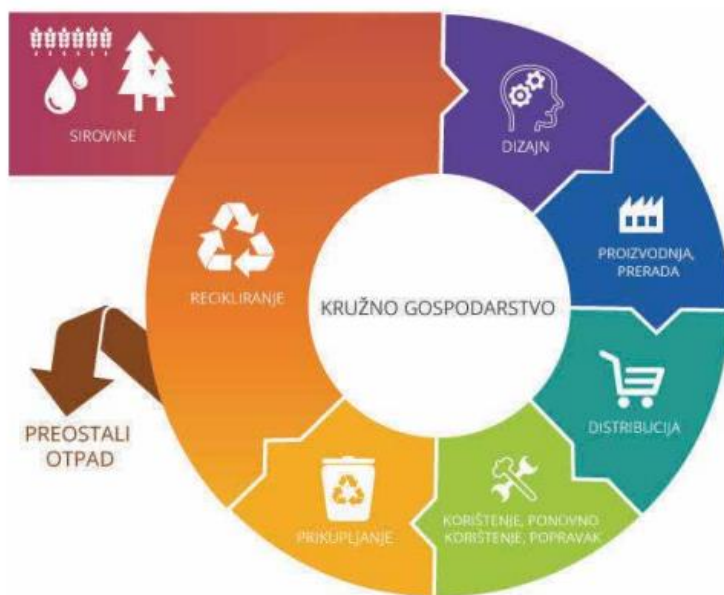 SIROVINE
DIZAJN
PROIZVODNJA,
PRERADA
RECIKLIRANJE
KRUŽNO GOSPODARSTVO
DISTRIBUCIJA
PREOSTALI
OTPAD
KORIŠTENJE, PONOVNO
KORIŠTENJE, POPRAVAK
PRIKUPLJANJE